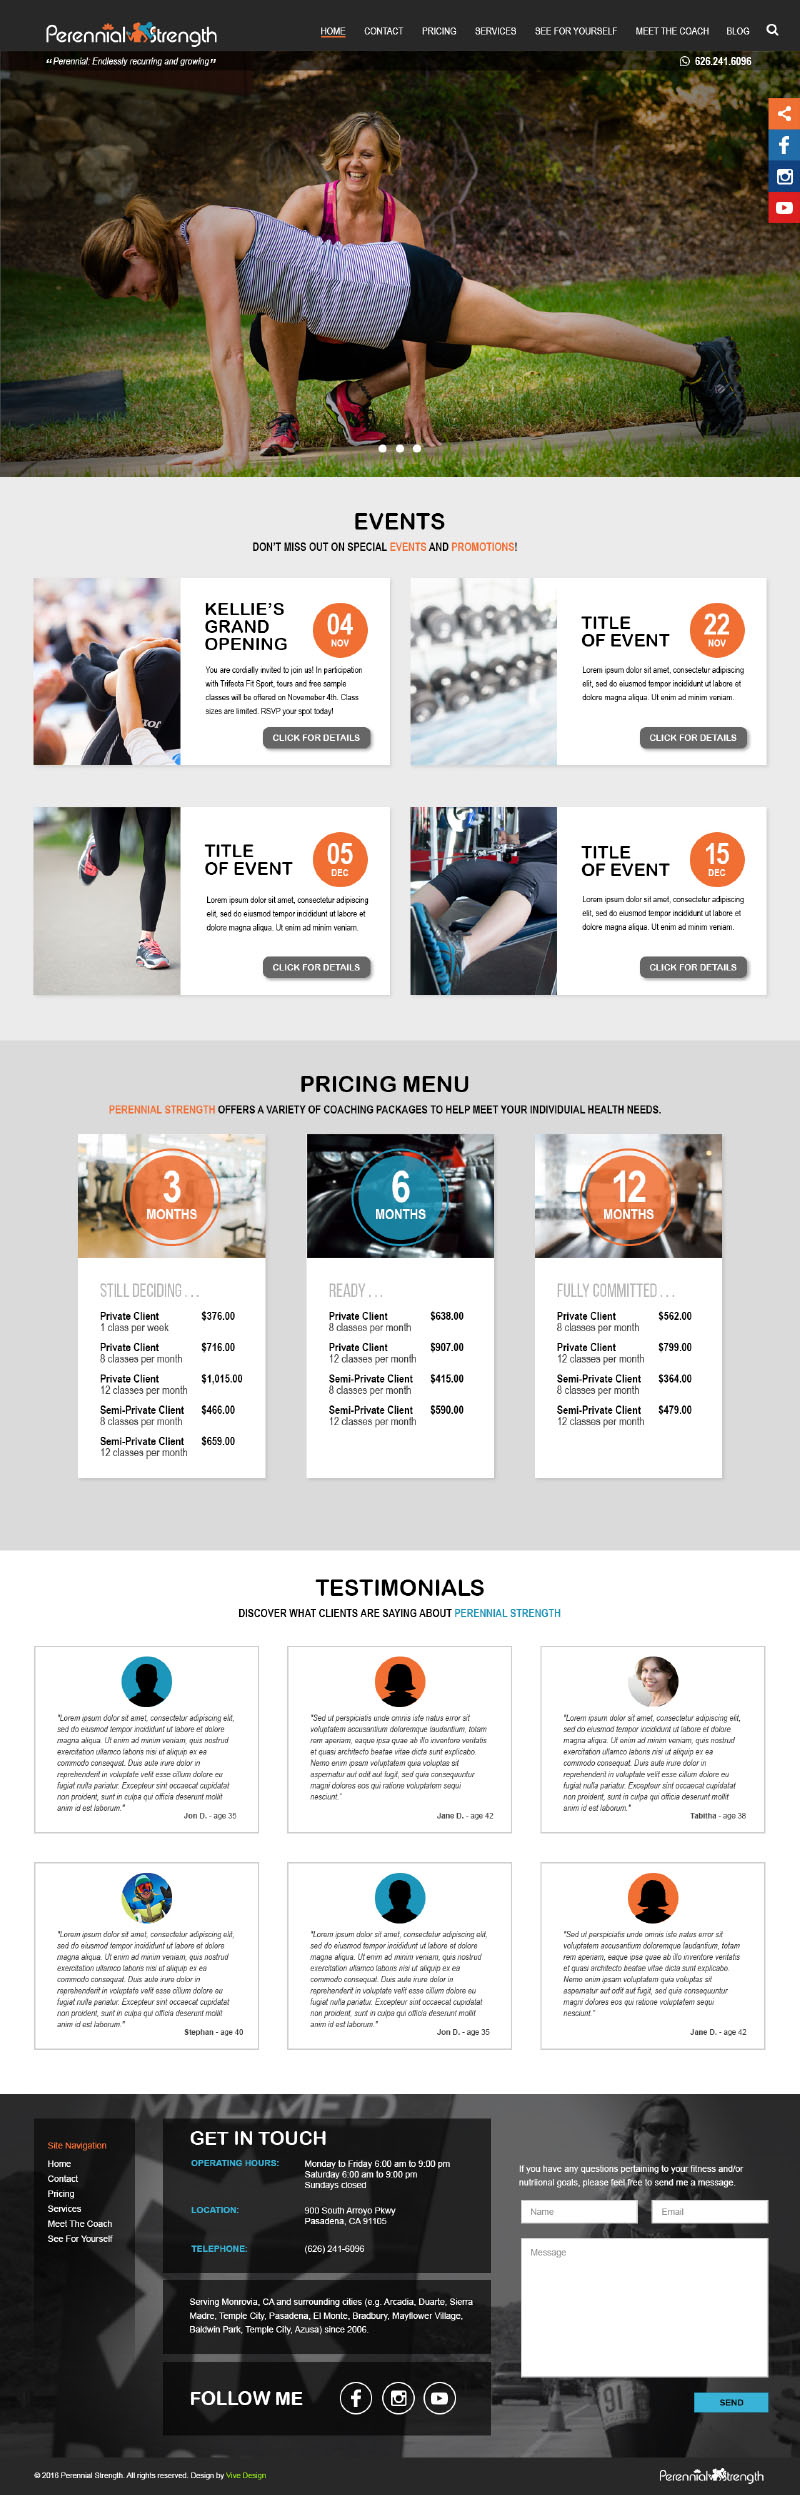 Perennial Strength
HOME CONTACT PRICING SERVICES SEE FOR YOURSELF MEET THE COACH BLOG
“Perennial: Endlessly recurring and growing”
626.241.6096
EVENTS
DON'T MISS OUT ON SPECIAL EVENTS AND PROMOTIONS!
KELLIE'S
GRAND
OPENING
04
NOV
You are cordially invited to join us! In participation
with Trifecta Fit Sport, tours and free sample
classes will be offered on Novemeber 4th. Class
sizes are limited. RSVP your spot today!
CLICK FOR DETAILS
TITLE
OF EVENT
22
NOV
Lorem ipsum dolor sit amet, consectetur adipiscing
elit, sed do eiusmod tempor incididunt ut labore et
dolore magna aliqua. Ut enim ad minim veniam.
CLICK FOR DETAILS
TITLE
OF EVENT
05
DEC
Lorem ipsum dolor sit amet, consectetur adipiscing
elit, sed do eiusmod tempor incididunt ut labore et
dolore magna aliqua. Ut enim ad minim veniam.
CLICK FOR DETAILS
TITLE
OF EVENT
15
DEC
Lorem ipsum dolor sit amet, consectetur adipiscing
elit, sed do eiusmod tempor incididunt ut labore et
dolore magna aliqua. Ut enim ad minim veniam.
CLICK FOR DETAILS
PRICING MENU
PERENNIAL STRENGTH OFFERS A VARIETY OF COACHING PACKAGES TO HELP MEET YOUR INDIVIDUIAL HEALTH NEEDS.
3
MONTHS
STILL DECIDING . . .
Private Client $376.00
1 class per week
Private Client $716.00
8 classes per month
Private Client $1,015.00
12 classes per month
Semi-Private Client $466.00
8 classes per month
Semi-Private Client $659.00
12 classes per month
6
MONTHS
READY . . .
Private Client $638.00
8 classes per month
Private Client $907.00
12 classes per month
Semi-Private Client $415.00
8 classes per month
Semi-Private Client $590.00
12 classes per month
12
MONTHS
FULLY COMMITTED . . .
Private Client $562.00
8 classes per month
Private Client $799.00
12 classes per month
Semi-Private Client $364.00
8 classes per month
Semi-Private Client $479.00
12 classes per month
TESTIMONIALS
DISCOVER WHAT CLIENTS ARE SAYING ABOUT PERENNIAL STRENGTH
"Lorem ipsum dolor sit amet, consectetur adipiscing elit,
sed do eiusmod tempor incididunt ut labore et dolore
magna aliqua. Ut enim ad minim veniam, quis nostrud
exercitation ullamco laboris nisi ut aliquip ex ea
commodo consequat. Duis aute irure dolor in
reprehenderit in voluptate velit esse cillum dolore eu
fugiat nulla pariatur. Excepteur sint occaecat cupidatat
non proident, sunt in culpa qui officia deserunt mollit
anim id est laborum."
Jon D. - age 35
"Sed ut perspiciatis unde omnis iste natus error sit
voluptatem accusantium doloremque laudantium, totam
rem aperiam, eaque ipsa quae ab illo inventore veritatis
et quasi architecto beatae vitae dicta sunt explicabo.
Nemo enim ipsam voluptatem quia voluptas sit
aspernatur aut odit aut fugit, sed quia consequuntur
magni dolores eos qui ratione voluptatem sequi
nesciunt."
Jane D. - age 42
"Lorem ipsum dolor sit amet, consectetur adipiscing elit,
sed do eiusmod tempor incididunt ut labore et dolore
magna aliqua. Ut enim ad minim veniam, quis nostrud
exercitation ullamco laboris nisi ut aliquip ex ea
commodo consequat. Duis aute irure dolor in
reprehenderit in voluptate velit esse cillum dolore eu
fugiat nulla pariatur. Excepteur sint occaecat cupidatat
non proident, sunt in culpa qui officia deserunt mollit
anim id est laborum."
Tabitha - age 38
"Lorem ipsum dolor sit amet, consectetur adipiscing elit,
sed do eiusmod tempor incididunt ut labore et dolore
magna aliqua. Ut enim ad minim veniam, quis nostrud
exercitation ullamco laboris nisi ut aliquip ex ea
commodo consequat. Duis aute irure dolor in
reprehenderit in voluptate velit esse cillum dolore eu
fugiat nulla pariatur. Excepteur sint occaecat cupidatat
non proident, sunt in culpa qui officia deserunt mollit
anim id est laborum."
Stephan - age 40
"Lorem ipsum dolor sit amet, consectetur adipiscing elit,
sed do eiusmod tempor incididunt ut labore et dolore
magna aliqua. Ut enim ad minim veniam, quis nostrud
exercitation ullamco laboris nisi ut aliquip ex ea
commodo consequat. Duis aute irure dolor in
reprehenderit in voluptate velit esse cillum dolore eu
fugiat nulla pariatur. Excepteur sint occaecat cupidatat
non proident, sunt in culpa qui officia deserunt mollit
anim id est laborum."
Jon D. - age 35
"Sed ut perspiciatis unde omnis iste natus error sit
voluptatem accusantium doloremque laudantium, totam
rem aperiam, eaque ipsa quae ab illo inventore veritatis
et quasi architecto beatae vitae dicta sunt explicabo.
Nemo enim ipsam voluptatem quia voluptas sit
aspernatur aut odit aut fugit, sed quia consequuntur
magni dolores eos qui ratione voluptatem sequi
nesciunt."
Jane D. - age 42
Site Navigation
Home
Contact
Pricing
Services
Meet The Coach
See For Yourself
GET IN TOUCH
OPERATING HOURS: Monday to Friday 6:00 am to 9:00 pm
Saturday 6:00 am to 9:00 pm
Sundays closed
LOCATION: 900 South Arroyo Pkwy
Pasadena, CA 91105
TELEPHONE: (626) 241-6096
Serving Monrovia, CA and surrounding cities (e.g. Arcadia, Duarte, Sierra
Madre, Temple City, Pasadena, El Monte, Bradbury, Mayflower Village,
Baldwin Park, Temple City, Azusa) since 2006.
FOLLOW ME
If you have any questions pertaining to your fitness and/or
nutriional goals, please feel free to send me a message.
Name
Email
Message
91
SEND
© 2016 Perennial Strength. All rights reserved. Design by Vive Design
Perennial Strength